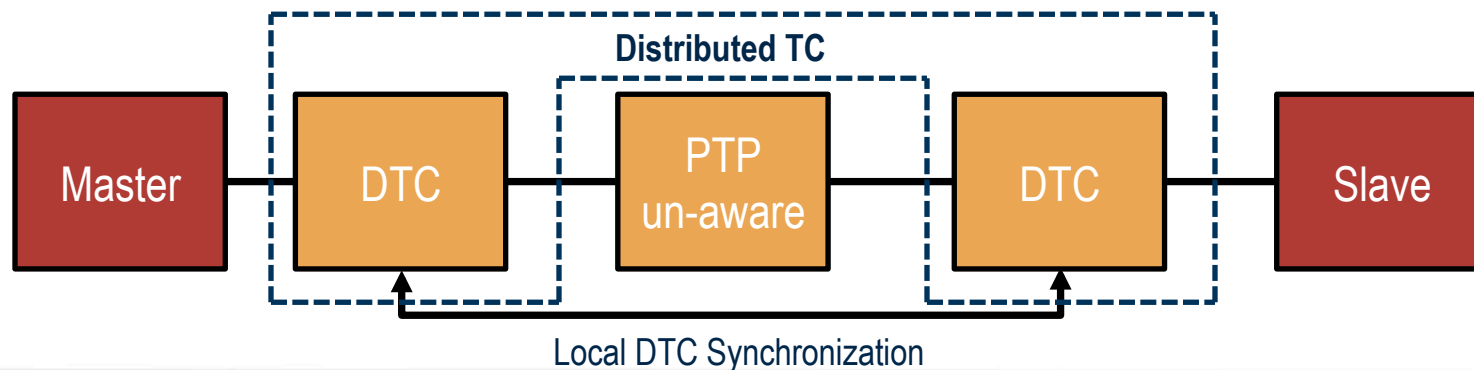 Distributed TC
Master
DTC
PTP
un-aware
DTC
Slave
Local DTC Synchronization